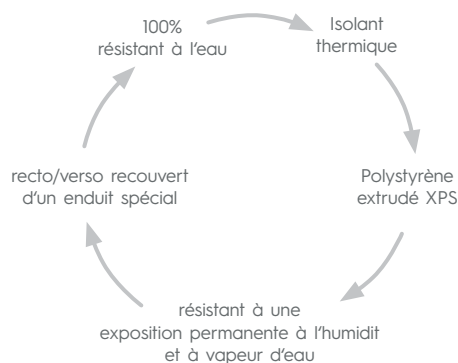 100%
résistant à l'eau
Isolant
thermique
Polystyrène
extrudé XPS
résistant à une
exposition permanente à l'humidit
et à vapeur d'eau
recto/verso recouvert
d'un enduit spécial